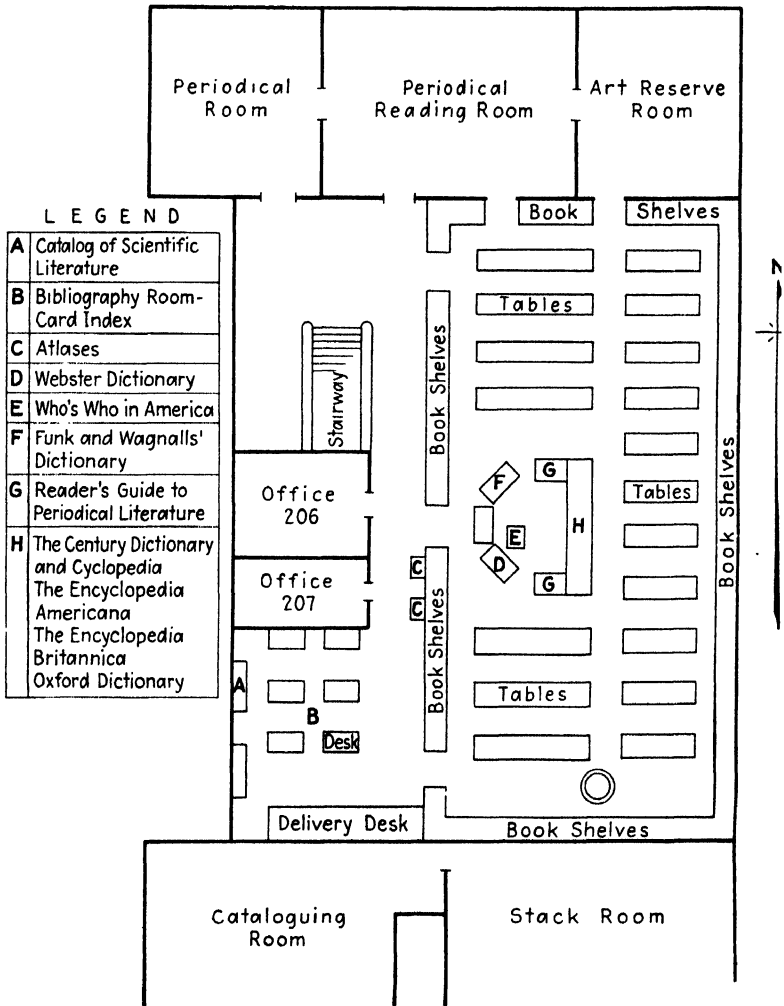 Periodical
Room
Periodical
Reading Room
Art Reserve
Room
LEGEND
A Catalog of Scientific
Literature
B Bibliography Room-
Card Index
C Atlases
D Webster Dictionary
E Who's Who in America
F Funk and Wagnalls'
Dictionary
G Reader's Guide to
Periodical Literature
H The Century Dictionary
and Cyclopedia
The Encyclopedia
Americana
The Encyclopedia
Britannica
Oxford Dictionary
Book Shelves
N
Tables
Book Shelves
Stairway
Office
206
F
G
H
E
D
G
Tables
Book Shelves
Office
207
C
C
Book Shelves
A
B
Desk
Tables
Delivery Desk
Book Shelves
Cataloguing
Room
Stack Room